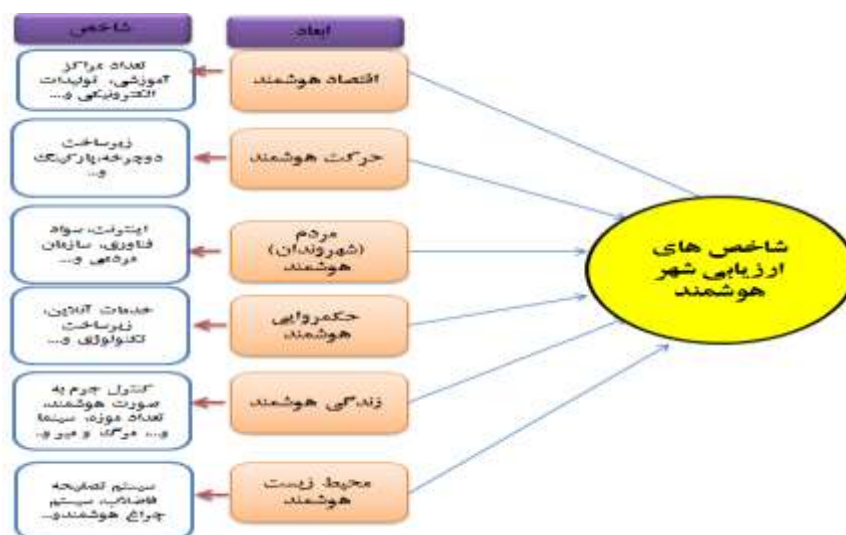 ابعاد
شاخص
شاخص های
ارزیابی شهر
هوشمند
اقتصاد هوشمند
تعداد مراکز
آموزشی، تولیدات
الکترونیکی و...
حرکت هوشمند
زیرساخت
دوچرخه،پارکینگ
و...
مردم
(شهروندان)
هوشمند
اینترنت، سواد
فناوری، سازمان
مردمی و...
حکمروایی
هوشمند
خدمات آنلاین،
زیرساخت
تکنولوژی و...
زندگی هوشمند
کنترل جرم به
صورت هوشمند،
تعداد موزه، سینما
و... مرگ و میر و..
محیط زیست
هوشمند
سیستم تصفیه
فاضلاب، سیستم
چراغ هوشمندو...